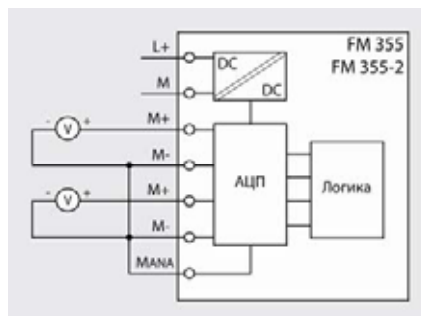 L+
FM 355
FM 355-2
DC
DC
M
M+
- V +
M-
АЦП
Логика
M+
- V +
M-
MANA